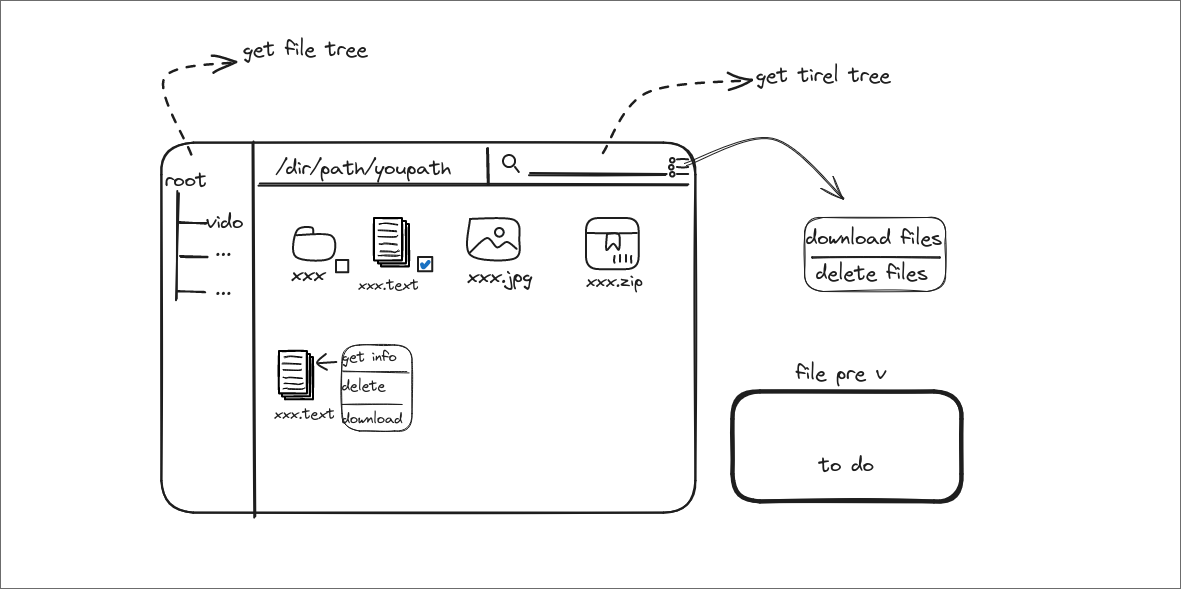 get file tree
get tirel tree
/dir/path/youpath
root
vido
...
...
xxx
xxx.text
xxx.jpg
xxx.zip
download files
delete files
get info
delete
download
xxx.text
file pre v
to do